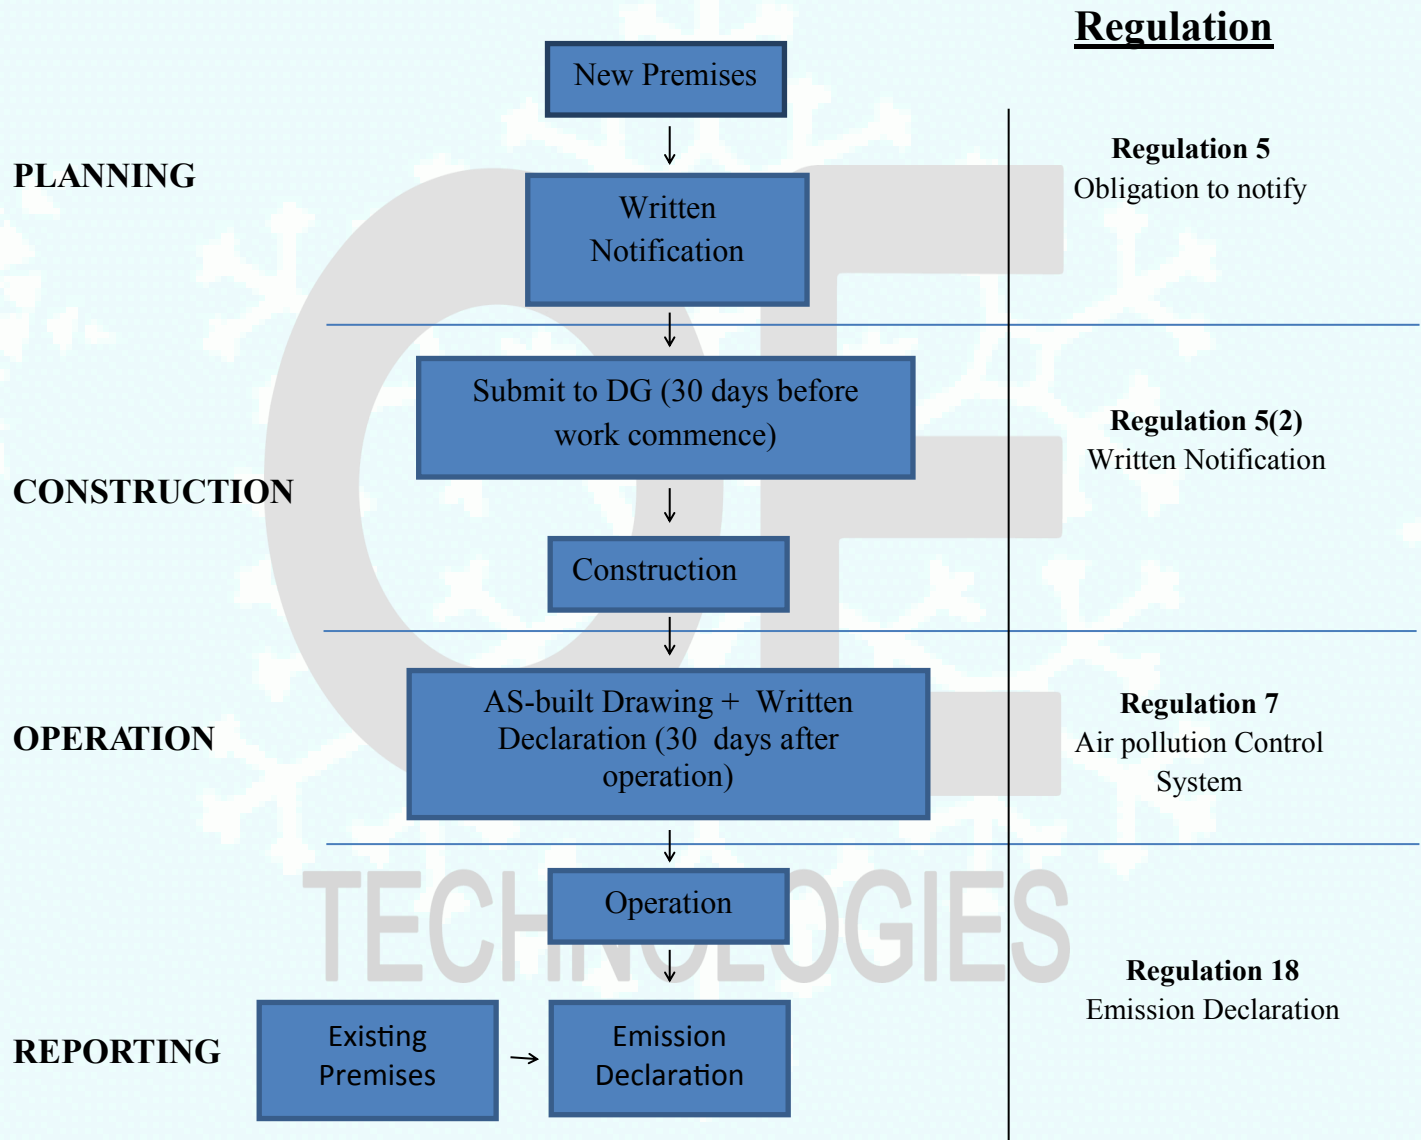 Regulation
New Premises
PLANNING
Regulation 5
Obligation to notify
Written
Notification
Submit to DG (30 days before
work commence)
Regulation 5(2)
Written Notification
CONSTRUCTION
Construction
AS-built Drawing + Written
Declaration (30 days after
operation)
OPERATION
Regulation 7
Air pollution Control
System
Operation
TECHNOLOGIES
Regulation 18
Emission Declaration
REPORTING
Existing
Premises
Emission
Declaration